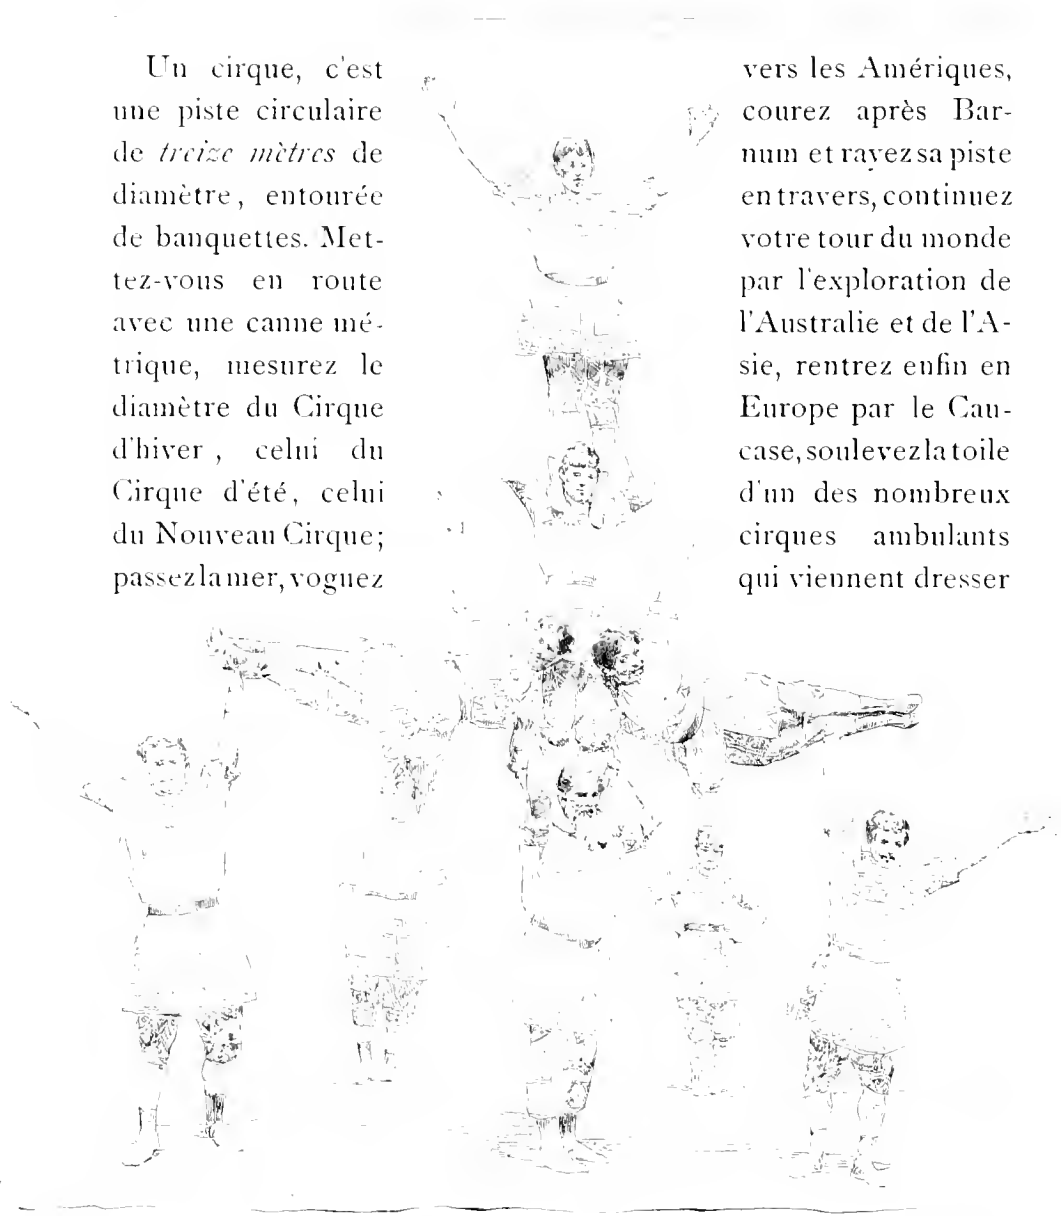 Un cirque, c'est
une piste circulaire
de treize mètres de
diamètre, entourée
de banquettes. Met-
tez-vous en route
avec une canne mé-
trique, mesurez le
diamètre du Cirque
d'hiver, celui du
Cirque d'été, celui
du Nouveau Cirque;
passez la mer, voguez
vers les Amériques,
courez après Bar-
num et rayez sa piste
en travers, continuez
votre tour du monde
par l'exploration de
l'Australie et de l'A-
sie, rentrez enfin en
Europe par le Cau-
case, soulevez la toile
d'un des nombreux
cirques ambulants
qui viennent dresser